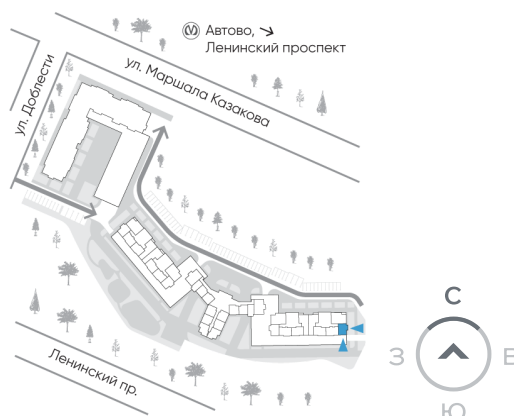 Автово, ↘
Ленинский проспект
ул. Маршала Казакова
ул. Доблести
Ленинский пр.
С
З
В
Ю